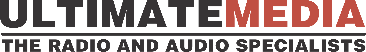 ULTIMATEMEDIA
THE RADIO AND AUDIO SPECIALISTS